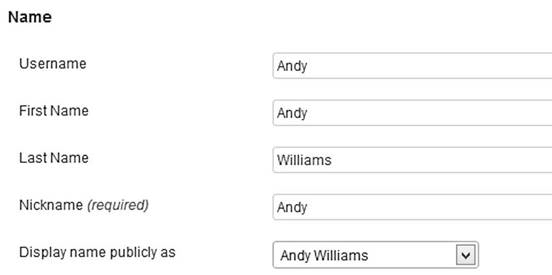 Name
Username Andy
First Name Andy
Last Name Williams
Nickname (required) Andy
Display name publicly as Andy Williams